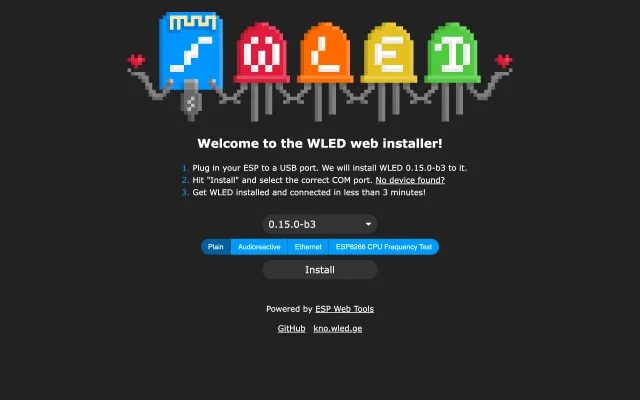 WLED
Welcome to the WLED web installer!
1. Plug in your ESP to a USB port. We will install WLED 0.15.0-b3 to it.
2. Hit "Install" and select the correct COM port. No device found?
3. Get WLED installed and connected in less than 3 minutes!
0.15.0-b3
Plain Audioreactive Ethernet ESP8266 CPU Frequency Test
Install
Powered by ESP Web Tools
GitHub kno.wled.ge